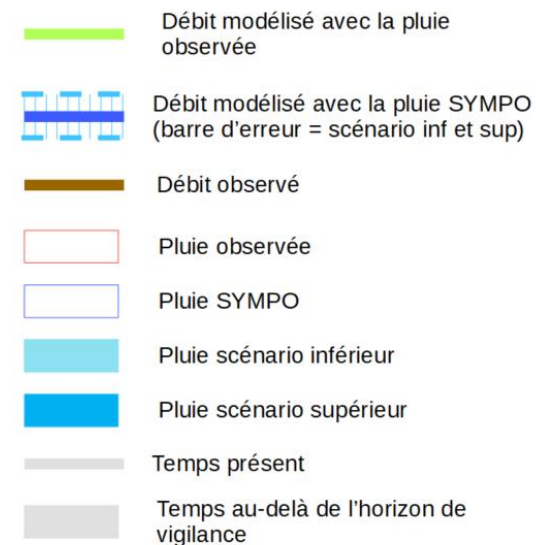 Débit modélisé avec la pluie
observée
Débit modélisé avec la pluie SYMPO
(barre d’erreur = scénario inf et sup)
Débit observé
Pluie observée
Pluie SYMPO
Pluie scénario inférieur
Pluie scénario supérieur
Temps présent
Temps au-delà de l’horizon de
vigilance